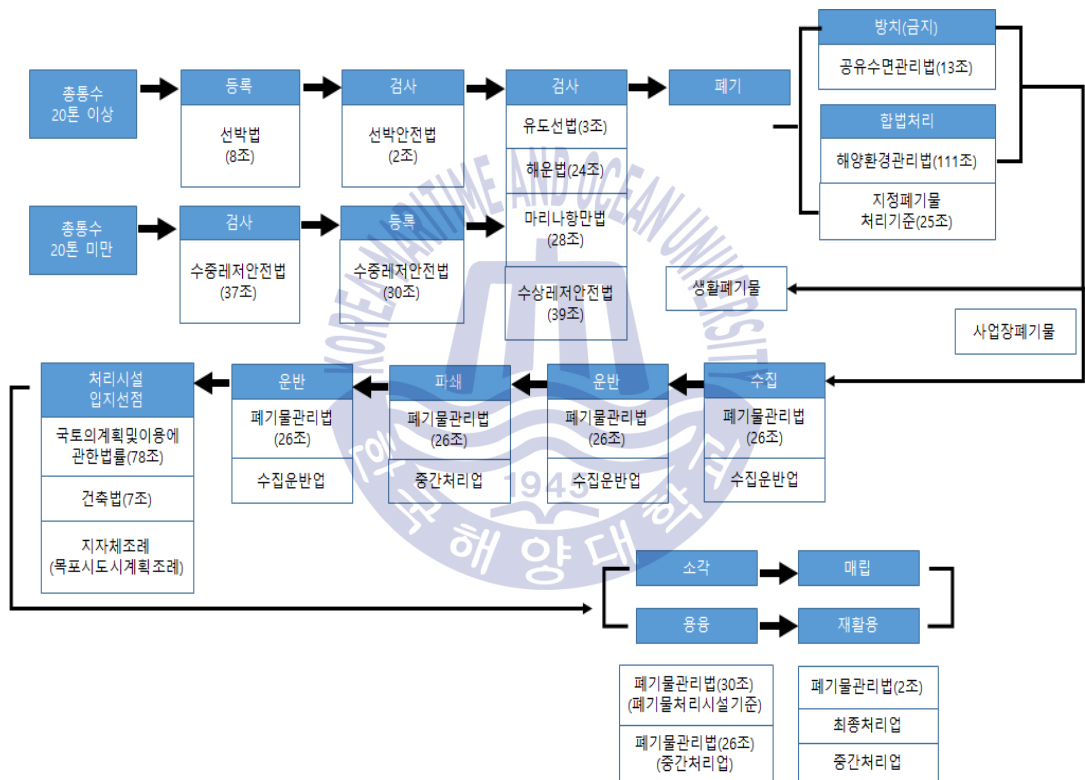 총통수
20톤 이상
등록
선박법
(8조)
검사
선박안전법
(2조)
검사
유도선법(3조)
해운법(24조)
마리나항만법
(28조)
수상레저안전법
(39조)
폐기
방치(금지)
공유수면관리법(13조)
합법처리
해양환경관리법(111조)
지정폐기물
처리기준(25조)
총통수
20톤 미만
검사
수중레저안전법
(37조)
등록
수중레저안전법
(30조)
생활폐기물
사업장폐기물
처리시설
입지선점
국토의계획및이용에
관한법률(78조)
건축법(7조)
지자체조례
(목포시도시계획조례)
운반
폐기물관리법
(26조)
수집운반업
파쇄
폐기물관리법
(26조)
중간처리업
운반
폐기물관리법
(26조)
수집운반업
수집
폐기물관리법
(26조)
수집운반업
소각
매립
용융
재활용
폐기물관리법(30조)
(폐기물처리시설기준)
폐기물관리법(26조)
(중간처리업)
폐기물관리법(2조)
최종처리업
중간처리업
KOREA MARITIME AND OCEAN UNIVERSITY
1945
한국해양대학교